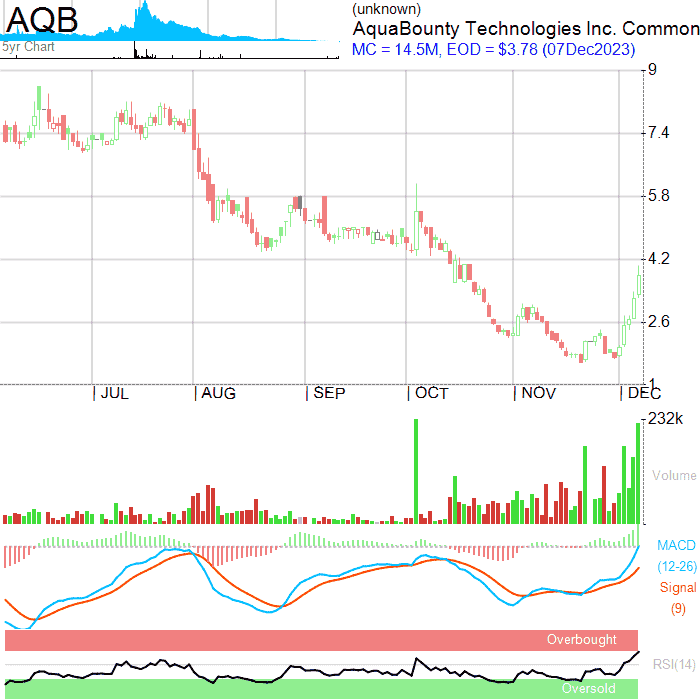 AQB
5yr Chart
(unknown)
AquaBounty Technologies Inc. Common
MC = 14.5M, EOD = $3.78 (07Dec2023)
9
7.4
5.8
4.2
2.6
1
JUL
AUG
SEP
OCT
NOV
DEC
232k
Volume
MACD
(12-26)
Signal
(9)
Overbought
RSI(14)
Oversold